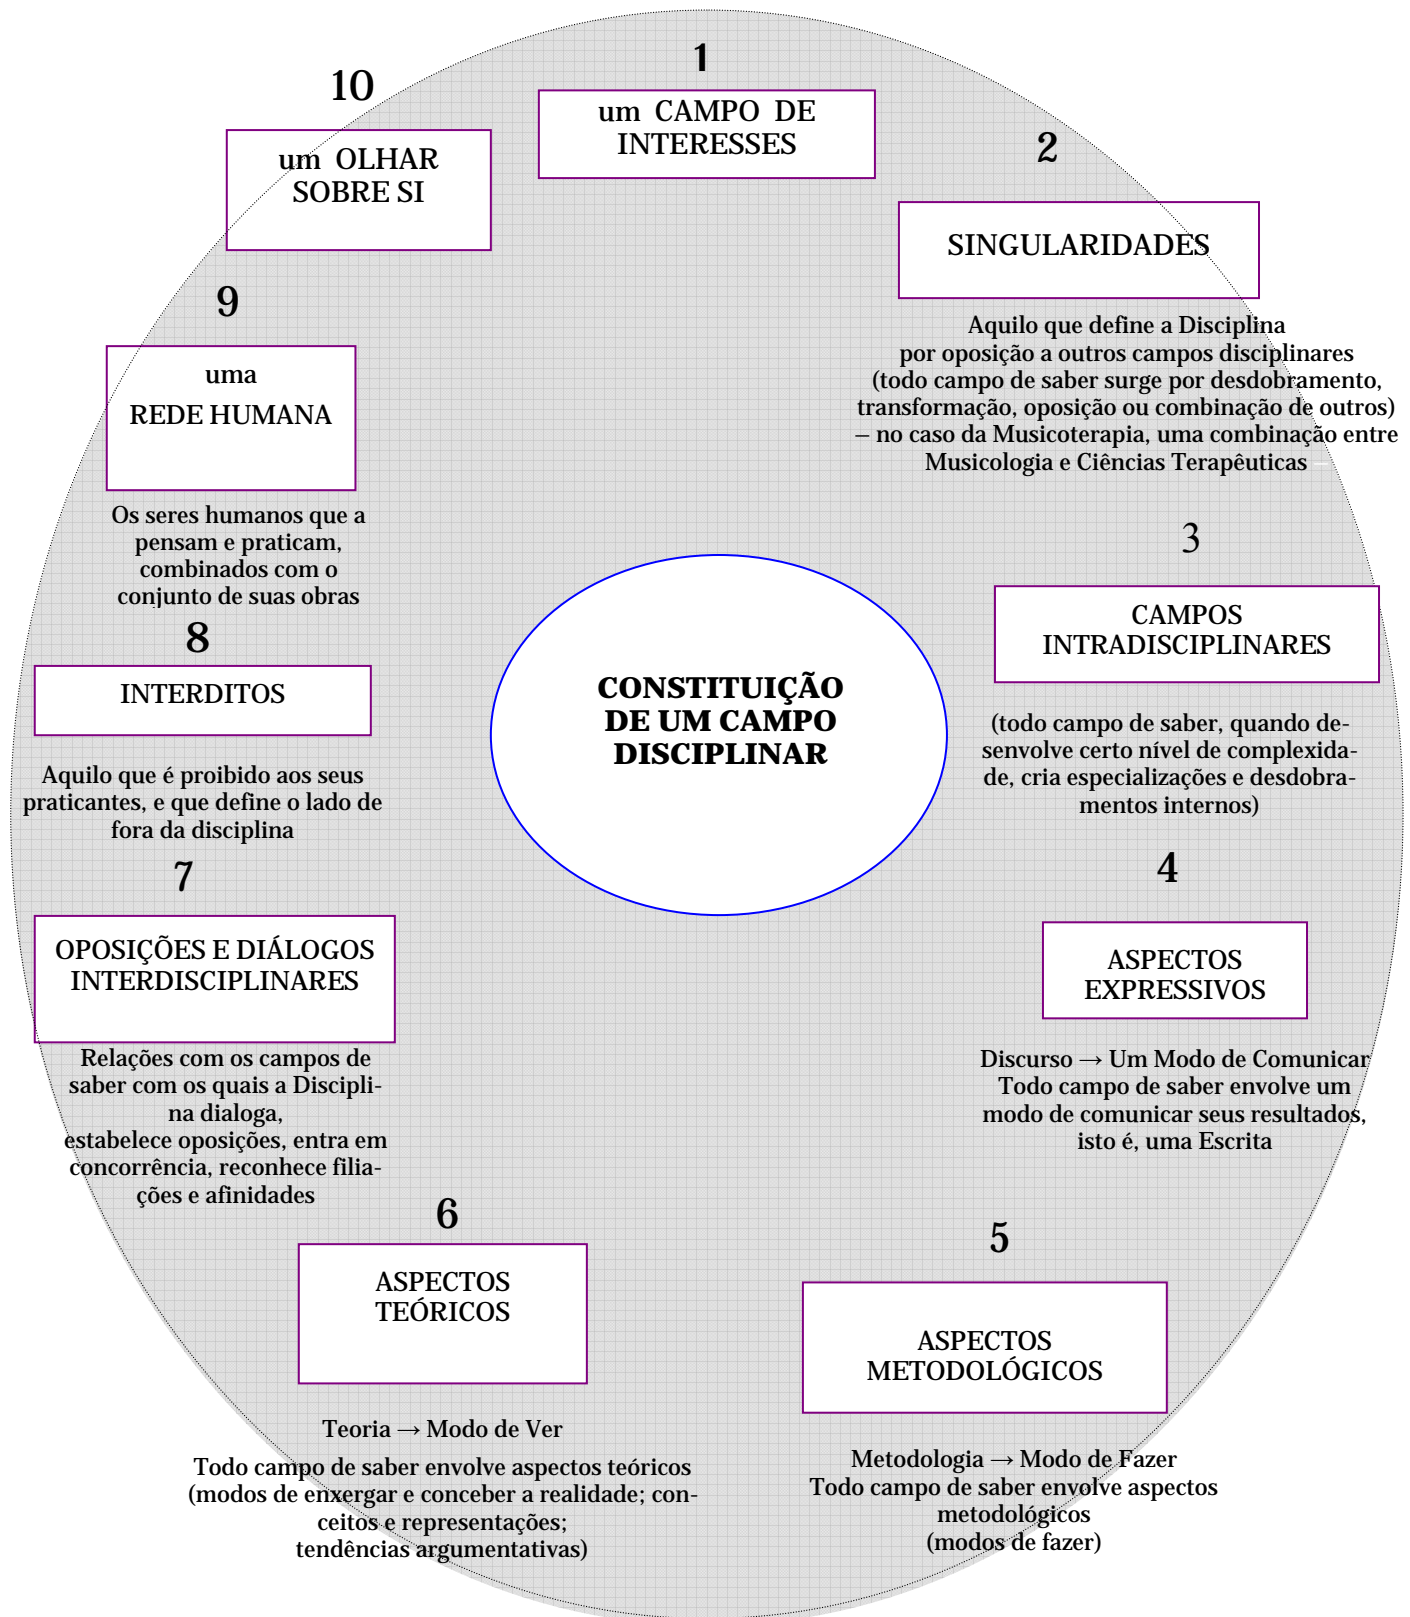 1
um CAMPO DE
INTERESSES
2
SINGULARIDADES
Aquilo que define a Disciplina
por oposição a outros campos disciplinares
(todo campo de saber surge por desdobramento,
transformação, oposição ou combinação de outros)
– no caso da Musicoterapia, uma combinação entre
Musicologia e Ciências Terapêuticas –
3
CAMPOS
INTRADISCIPLINARES
(todo campo de saber, quando de-
senvolve certo nível de complexida-
de, cria especializações e desdobra-
mentos internos)
4
ASPECTOS
EXPRESSIVOS
Discurso → Um Modo de Comunicar
Todo campo de saber envolve um
modo de comunicar seus resultados,
isto é, uma Escrita
5
ASPECTOS
METODOLÓGICOS
Metodologia → Modo de Fazer
Todo campo de saber envolve aspectos
metodológicos
(modos de fazer)
6
ASPECTOS
TEÓRICOS
Teoria → Modo de Ver
Todo campo de saber envolve aspectos teóricos
(modos de enxergar e conceber a realidade; con-
ceitos e representações;
tendências argumentativas)
7
OPOSIÇÕES E DIÁLOGOS
INTERDISCIPLINARES
Relações com os campos de
saber com os quais a Discipli-
na dialoga,
estabelece oposições, entra em
concorrência, reconhece filia-
ções e afinidades
8
INTERDITOS
Aquilo que é proibido aos seus
praticantes, e que define o lado de
fora da disciplina
9
uma
REDE HUMANA
Os seres humanos que a
pensam e praticam,
combinados com o
conjunto de suas obras
10
um OLHAR
SOBRE SI
CONSTITUIÇÃO
DE UM CAMPO
DISCIPLINAR